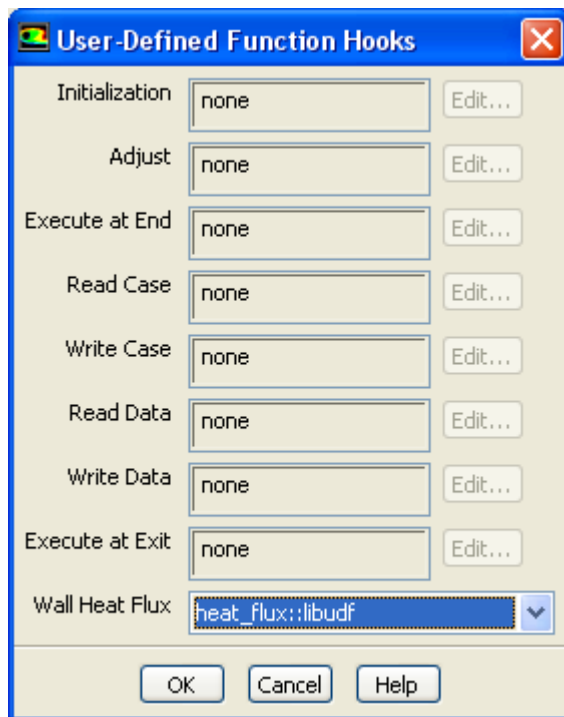 User-Defined Function Hooks
Initialization none Edit...
Adjust none Edit...
Execute at End none Edit...
Read Case none Edit...
Write Case none Edit...
Read Data none Edit...
Write Data none Edit...
Execute at Exit none Edit...
Wall Heat Flux heat_flux::libudf
OK Cancel Help